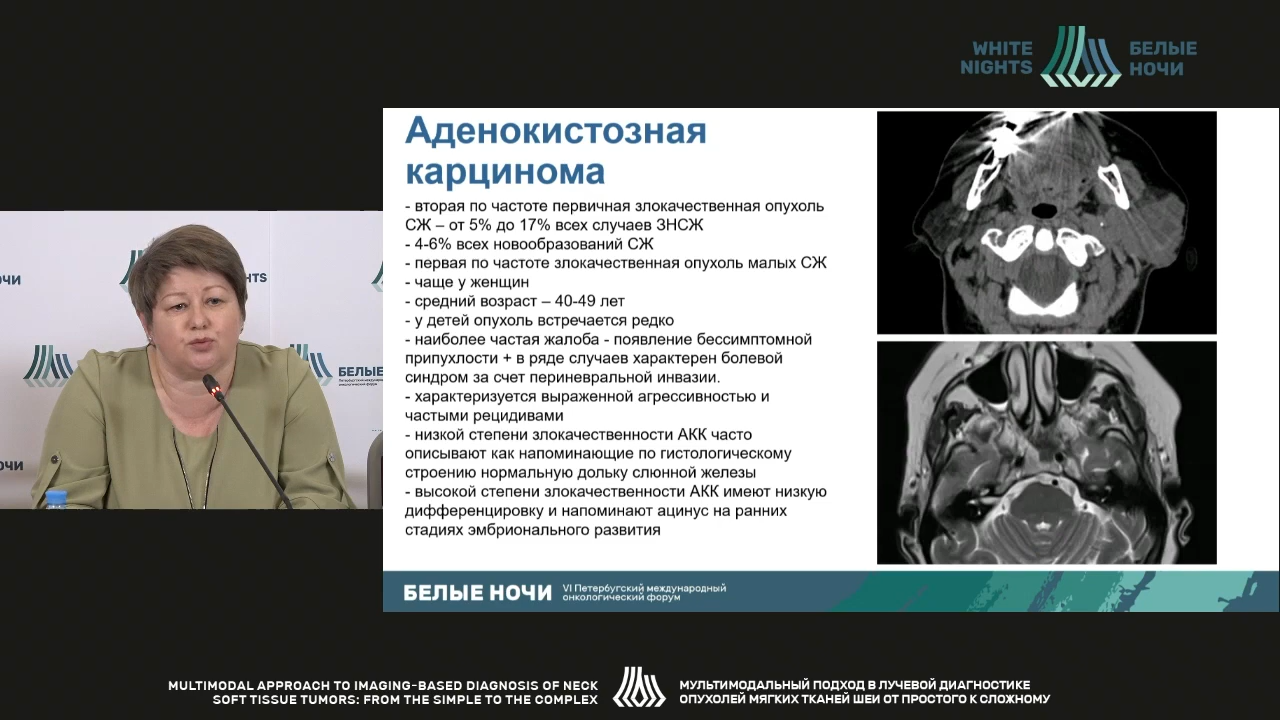 WHITE
NIGHTS
БЕЛЫЕ
НОЧИ
Аденокистозная
карцинома
- вторая по частоте первичная злокачественная опухоль
СЖ – от 5% до 17% всех случаев ЗНСЖ
- 4-6% всех новообразований СЖ
- первая по частоте злокачественная опухоль малых СЖ
- чаще у женщин
- средний возраст – 40-49 лет
- у детей опухоль встречается редко
- наиболее частая жалоба - появление бессимптомной
припухлости + в ряде случаев характерен болевой
синдром за счет периневральной инвазии.
- характеризуется выраженной агрессивностью и
частыми рецидивами
- низкой степени злокачественности АКК часто
описывают как напоминающие по гистологическому
строению нормальную дольку слюнной железы
- высокой степени злокачественности АКК имеют низкую
дифференцировку и напоминают ацинус на ранних
стадиях эмбрионального развития
БЕЛЫЕ НОЧИ
VI Петербургский международный
онкологический форум
MULTIMODAL APPROACH TO IMAGING-BASED DIAGNOSIS OF NECK
SOFT TISSUE TUMORS: FROM THE SIMPLE TO THE COMPLEX
МУЛЬТИМОДАЛЬНЫЙ ПОДХОД В ЛУЧЕВОЙ ДИАГНОСТИКЕ
ОПУХОЛЕЙ МЯГКИХ ТКАНЕЙ ШЕИ ОТ ПРОСТОГО К СЛОЖНОМУ